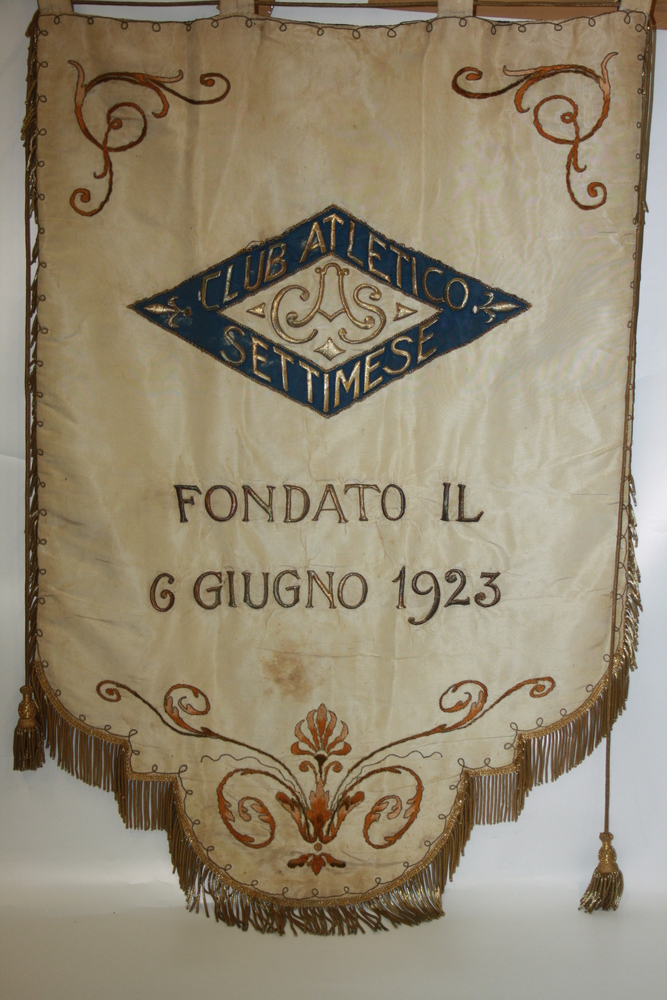 CLUB ATLETICO
CAS
SETTIMESE
FONDATO IL
6 GIUGNO 1923